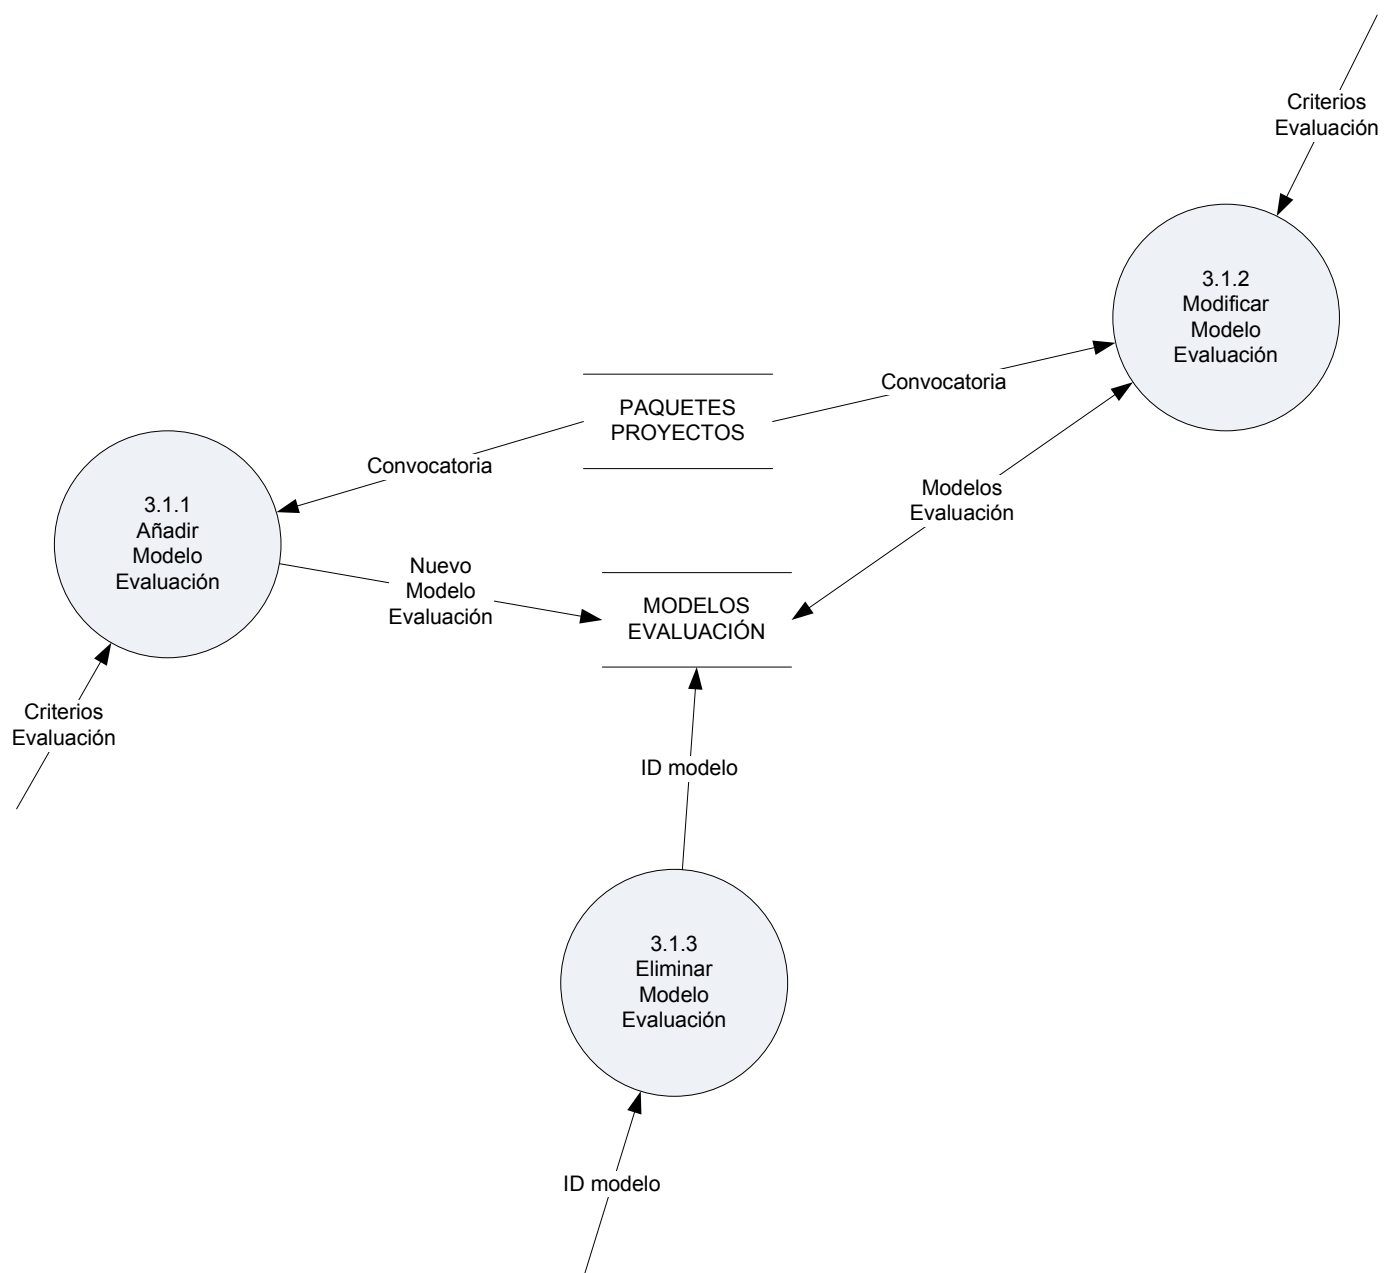 Criterios
Evaluación
3.1.2
Modificar
Modelo
Evaluación
Convocatoria
PAQUETES
PROYECTOS
Convocatoria
Modelos
Evaluación
3.1.1
Añadir
Modelo
Evaluación
Nuevo
Modelo
Evaluación
MODELOS
EVALUACIÓN
Criterios
Evaluación
ID modelo
3.1.3
Eliminar
Modelo
Evaluación
ID modelo